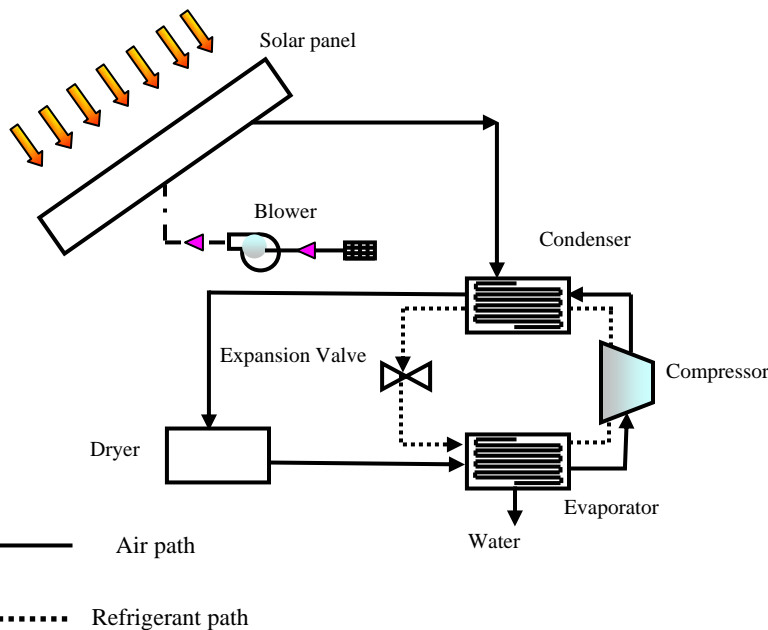 Solar panel
Blower
Condenser
Expansion Valve
Compressor
Dryer
Evaporator
Water
Air path
Refrigerant path